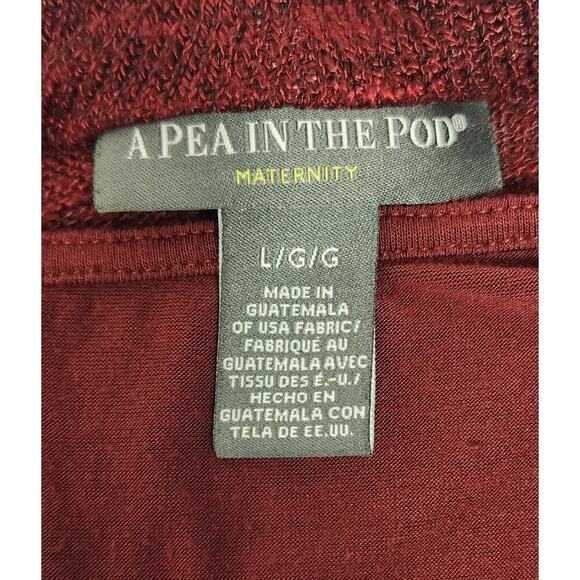 A PEA IN THE POD®
MATERNITY
L/G/G
MADE IN
GUATEMALA
OF USA FABRIC/
FABRIQUÉ AU
GUATEMALA AVEC
TISSU DES É.-U./
HECHO EN
GUATEMALA CON
TELA DE EE.UU.